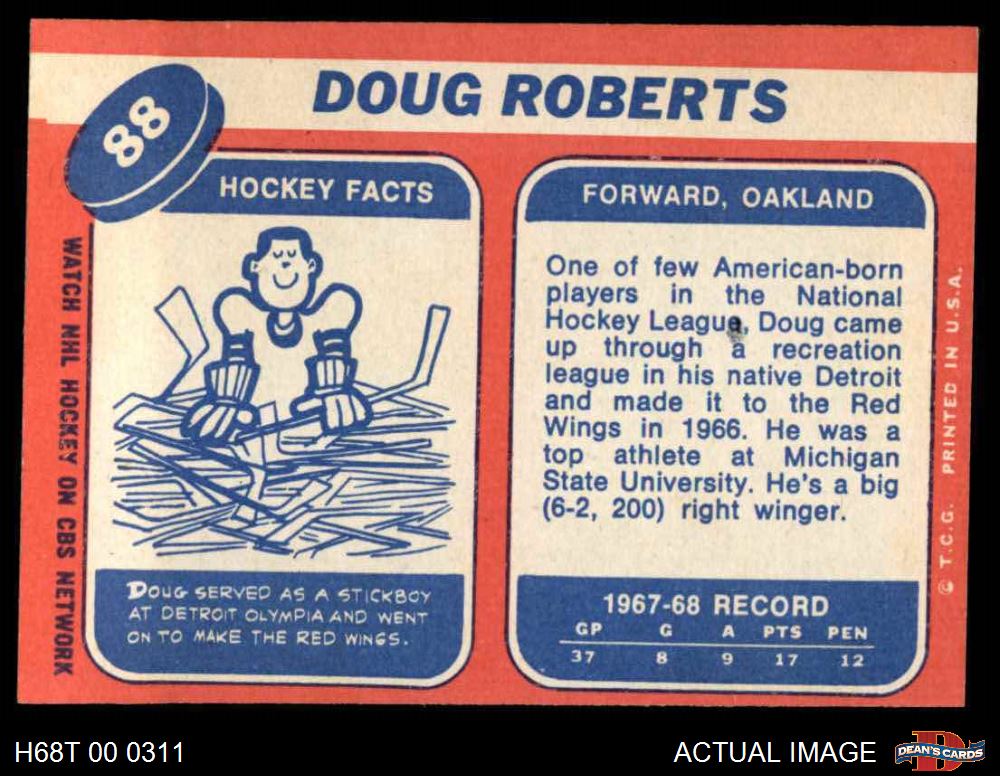 88
DOUG ROBERTS
HOCKEY FACTS
DOUG SERVED AS A STICKBOY
AT DETROIT OLYMPIA AND WENT
ON TO MAKE THE RED WINGS.
WATCH NHL HOCKEY ON CBS NETWORK
FORWARD, OAKLAND
One of few American-born
players in the National
Hockey League, Doug came
up through a recreation
league in his native Detroit
and made it to the Red
Wings in 1966. He was a
top athlete at Michigan
State University. He's a big
(6-2, 200) right winger.
1967-68 RECORD
GP G A PTS PEN
37 8 9 17 12
© T.C.G. PRINTED IN U.S.A.
H68T 00 0311
ACTUAL IMAGE
D
DEAN'S CARDS